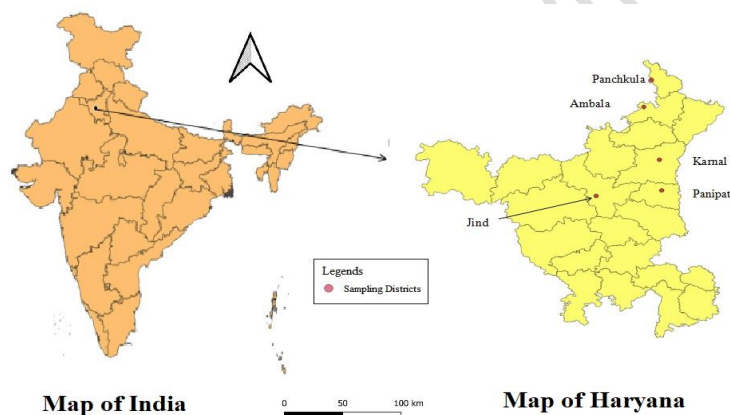 Panchkula
Ambala
Karnal
Panipat
Jind
Legends
Sampling Districts
Map of India
0 50 100 km
Map of Haryana